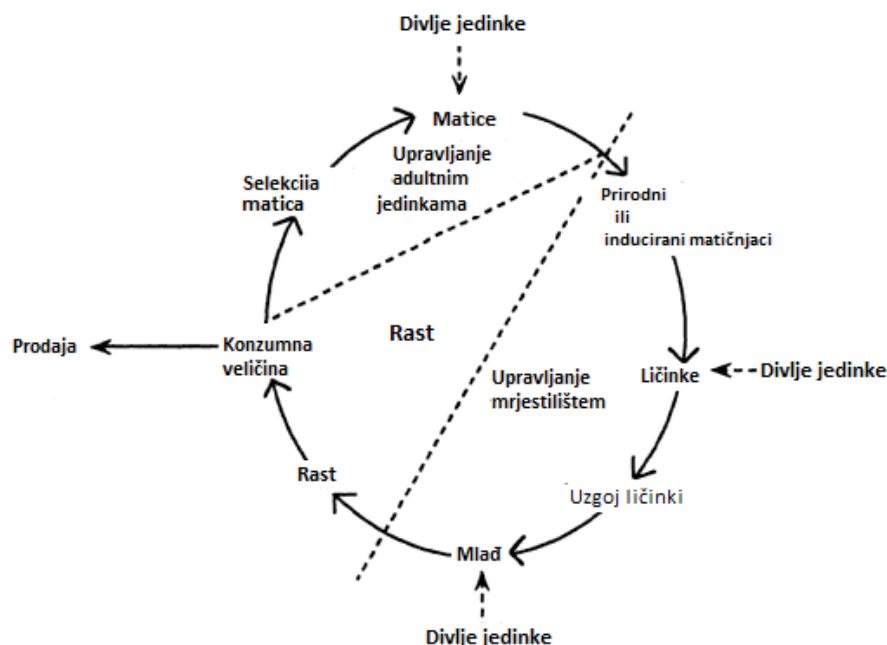 Divlje jedinke
Matice
Upravljanje
adultnim
jedinkama
Selekciia
matica
Prirodni
ili
inducirani matičnjaci
Rast
Prodaja
Konzumna
veličina
Ličinke
Divlje jedinke
Upravljanje
mrjestilištem
Rast
Uzgoj ličinki
Mlađ
Divlje jedinke